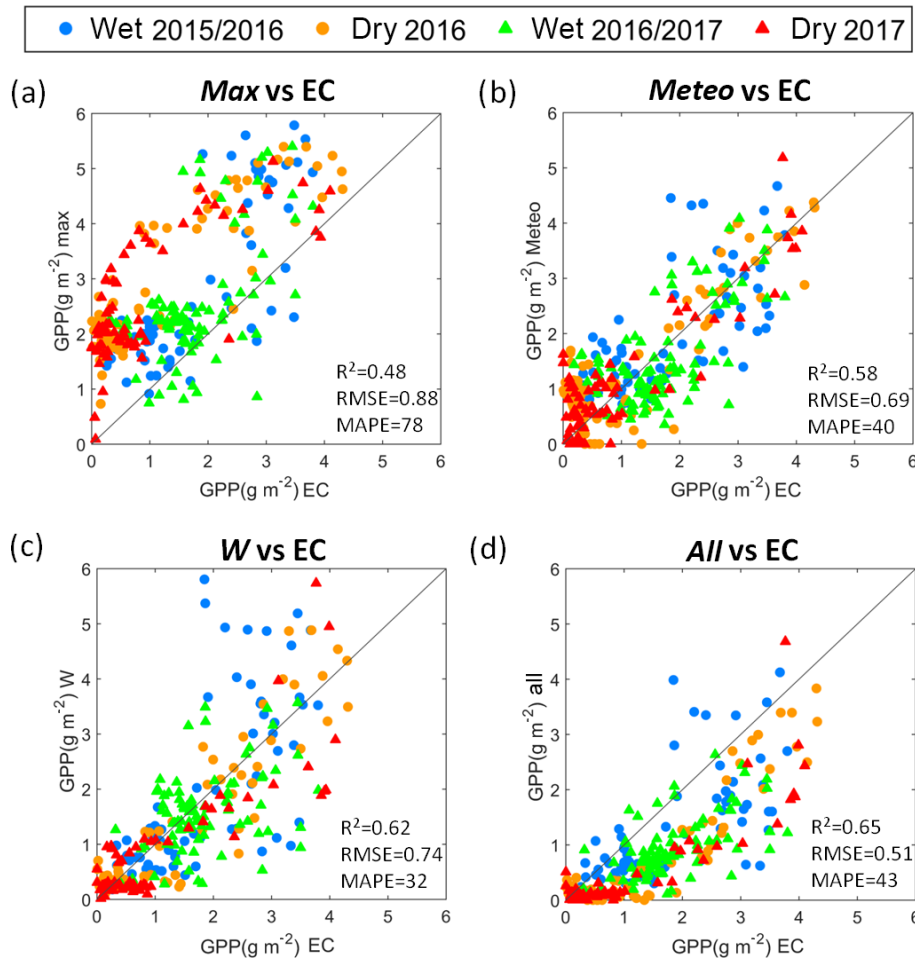 Wet 2015/2016 Dry 2016 Wet 2016/2017 Dry 2017
(a) Max vs EC
6
5
4
3
2
1
0
GPP(g m⁻²) max
R²=0.48
RMSE=0.88
MAPE=78
0 1 2 3 4 5 6
GPP(g m⁻²) EC
(b) Meteo vs EC
6
5
4
3
2
1
0
GPP(g m⁻²) Meteo
R²=0.58
RMSE=0.69
MAPE=40
0 1 2 3 4 5 6
GPP(g m⁻²) EC
(c) W vs EC
6
5
4
3
2
1
0
GPP(g m⁻²) W
R²=0.62
RMSE=0.74
MAPE=32
0 1 2 3 4 5 6
GPP(g m⁻²) EC
(d) All vs EC
6
5
4
3
2
1
0
GPP(g m⁻²) all
R²=0.65
RMSE=0.51
MAPE=43
0 1 2 3 4 5 6
GPP(g m⁻²) EC